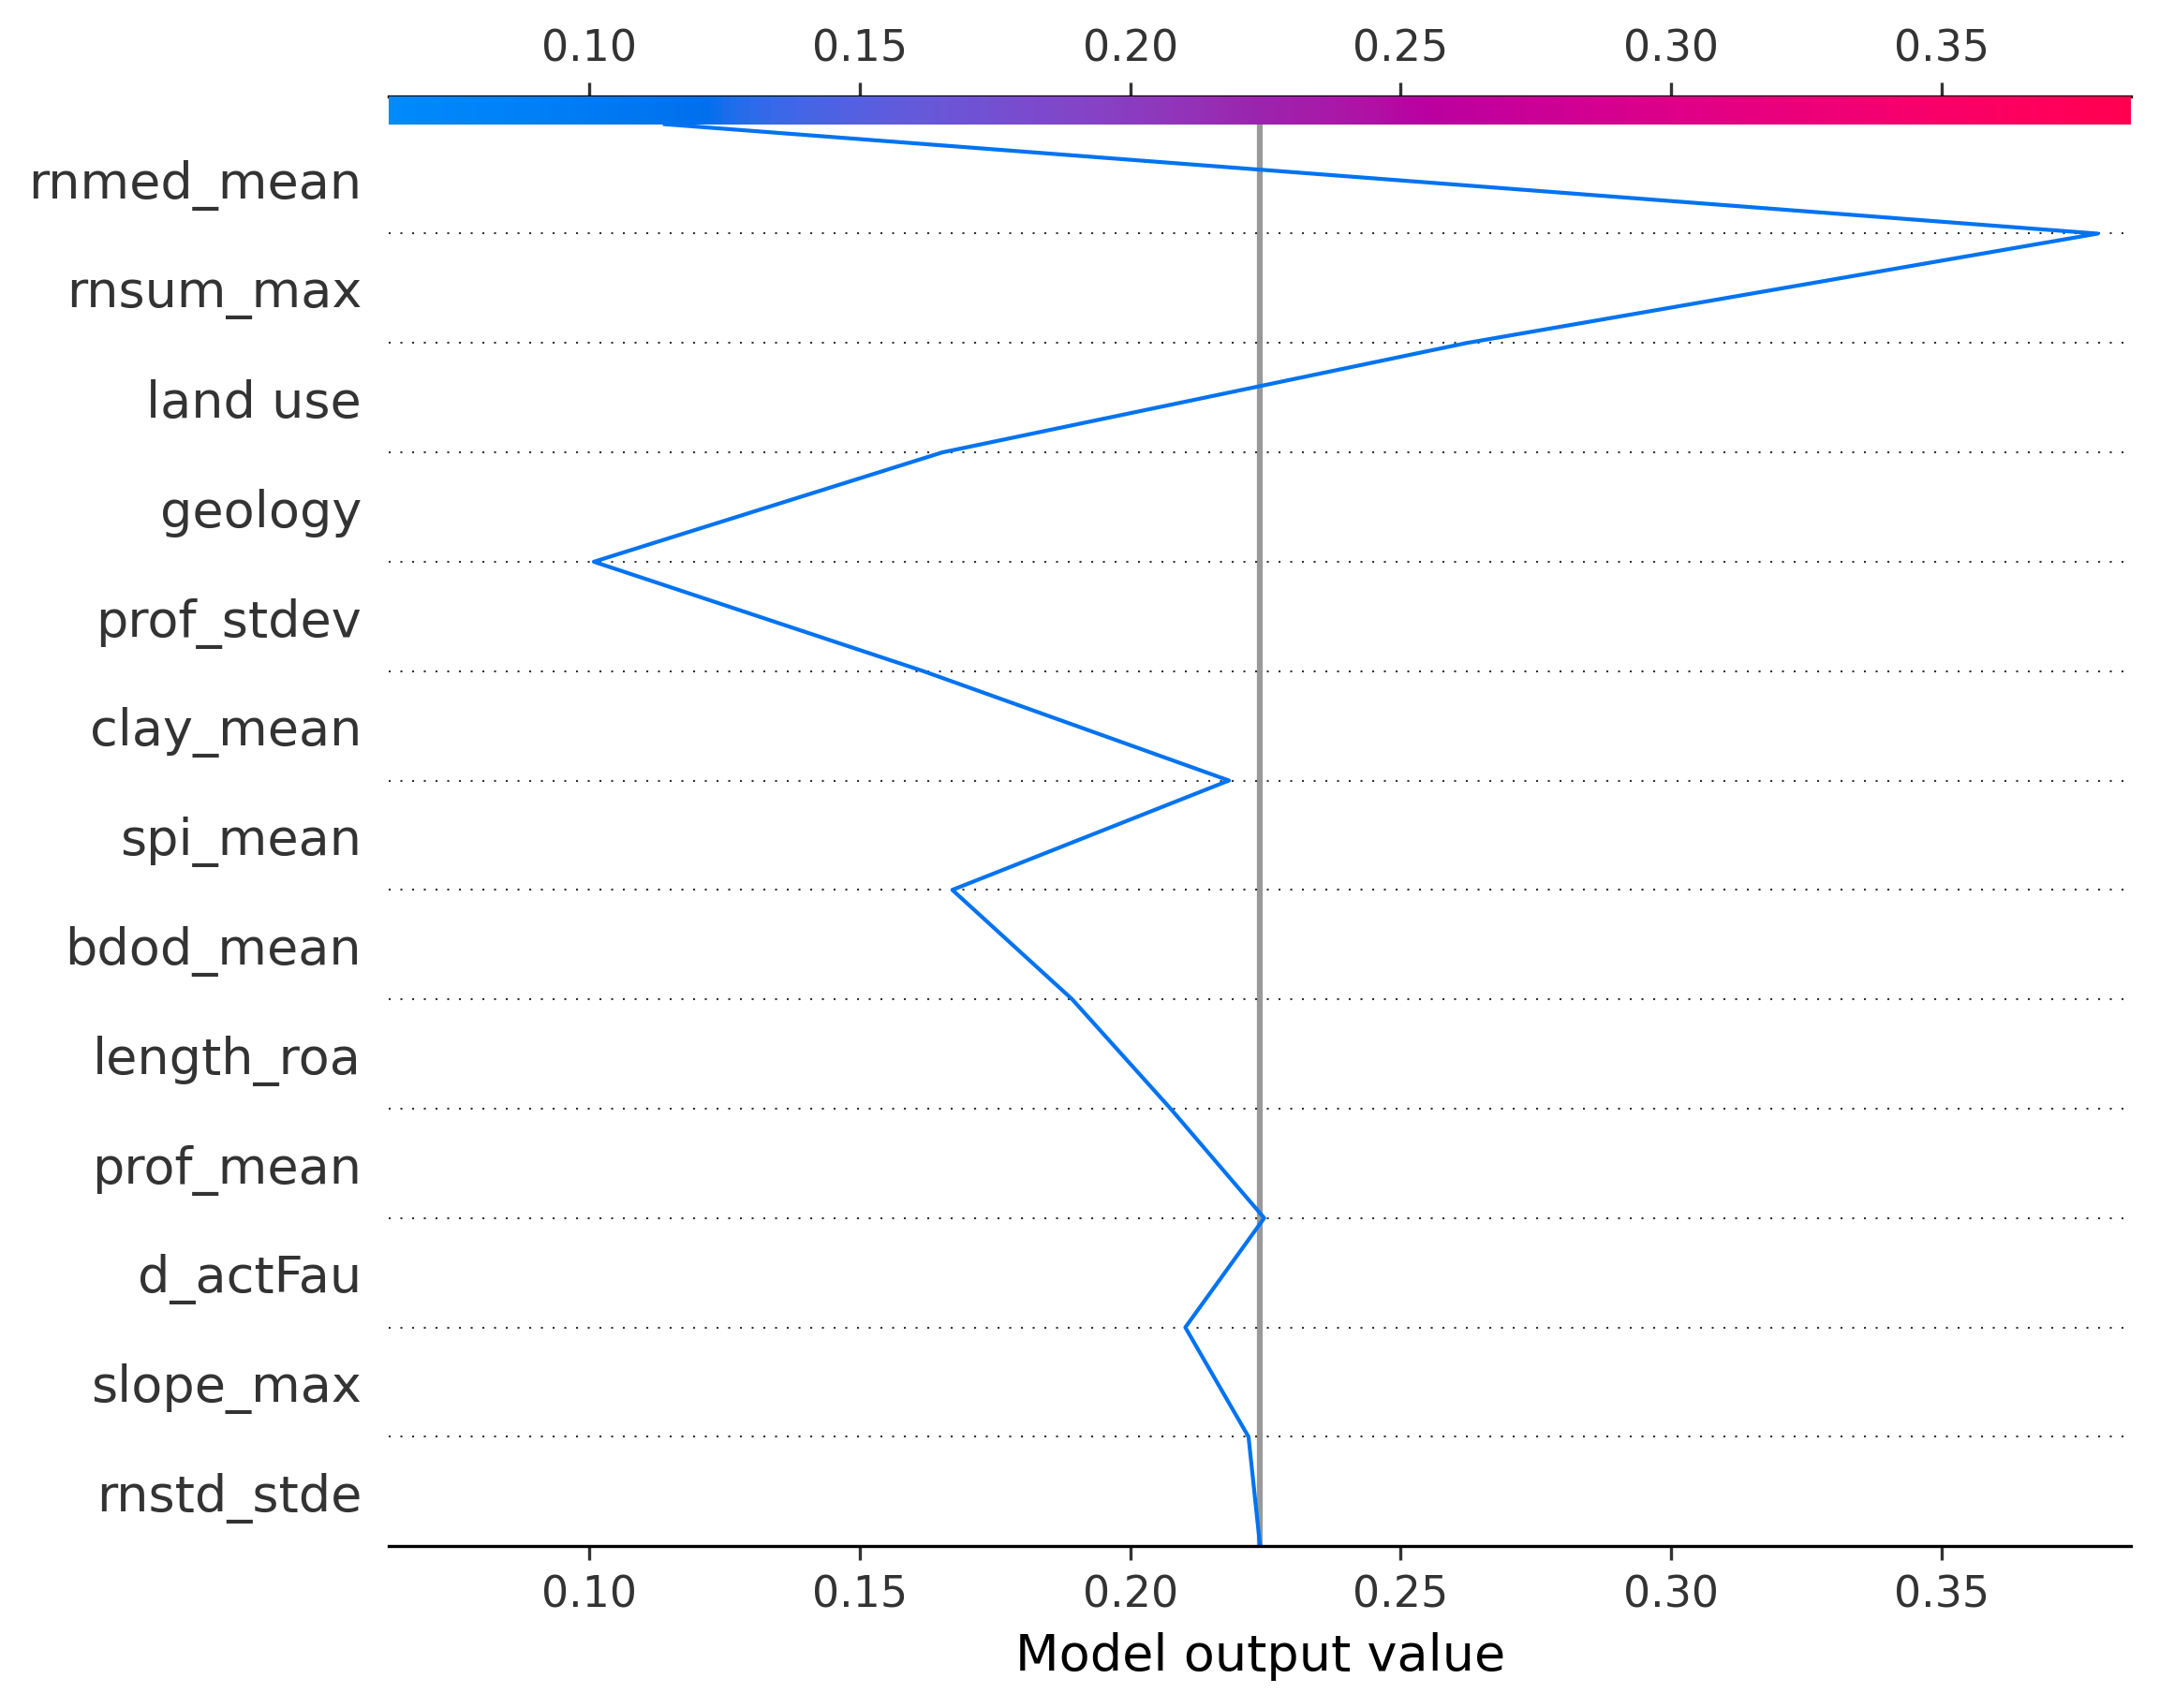 0.10 0.15 0.20 0.25 0.30 0.35
rnmed_mean
rnsum_max
land use
geology
prof_stdev
clay_mean
spi_mean
bdod_mean
length_roa
prof_mean
d_actFau
slope_max
rnstd_stde
0.10 0.15 0.20 0.25 0.30 0.35
Model output value